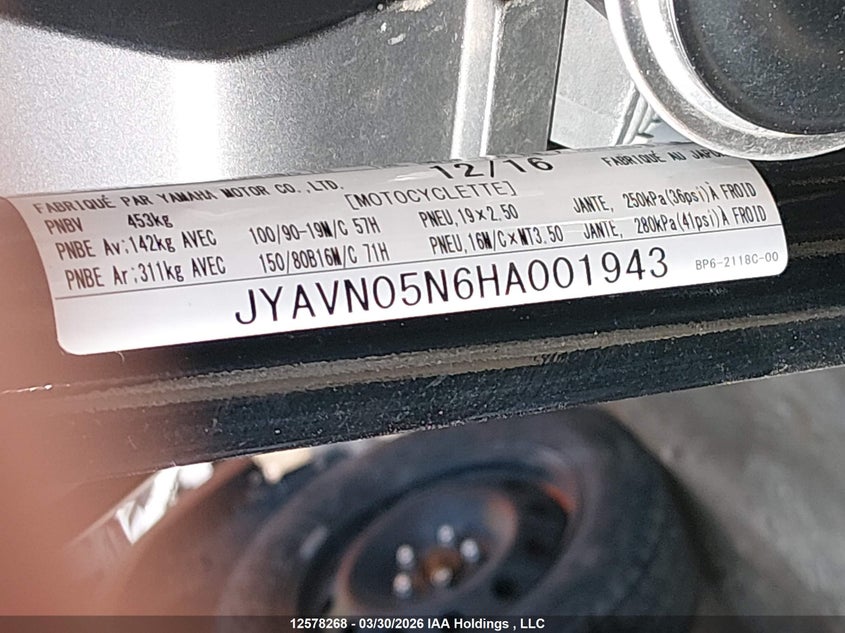 FABRIQUÉ PAR YAMAHA MOTOR CO., LTD. 12/16 FABRIQUÉ AU JAPON
[MOTOCYCLETTE]
PNBV 453kg
PNBE Av;142kg AVEC 100/90-19M/C 57H PNEU,19×2.50 JANTE, 250kPa(36psi)À FROID
PNBE Ar;311kg AVEC 150/80B16M/C 71H PNEU,16M/C×MT3.50 JANTE, 280kPa(41psi)À FROID
JYAVN05N6HA001943 BP6-2118C-00
12578268 - 03/30/2026 IAA Holdings , LLC